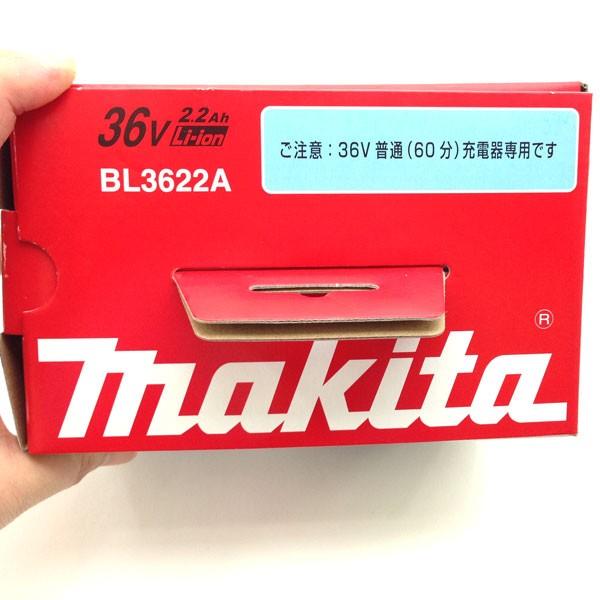 36V 2.2Ah
Li-ion
BL3622A
ご注意：36V 普通（60分）充電器専用です
makita®